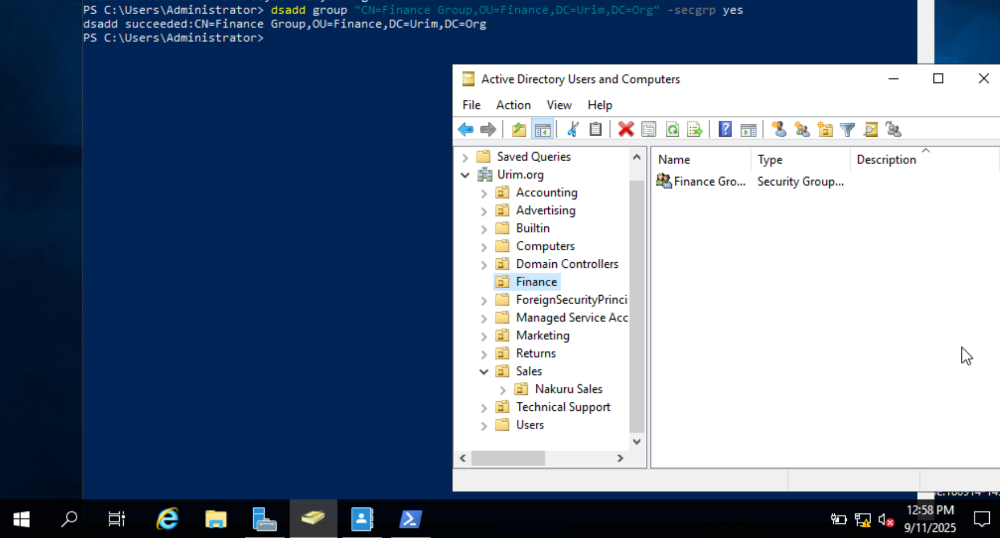 PS C:\Users\Administrator> dsadd group "CN=Finance Group,OU=Finance,DC=Urim,DC=Org" -secgrp yes
dsadd succeeded:CN=Finance Group,OU=Finance,DC=Urim,DC=Org
PS C:\Users\Administrator>
Active Directory Users and Computers
File Action View Help
Saved Queries
Urim.org
Accounting
Advertising
Builtin
Computers
Domain Controllers
Finance
ForeignSecurityPrinci
Managed Service Acc
Marketing
Returns
Sales
Nakuru Sales
Technical Support
Users
Name Type Description
Finance Gro... Security Group...
12:58 PM
9/11/2025